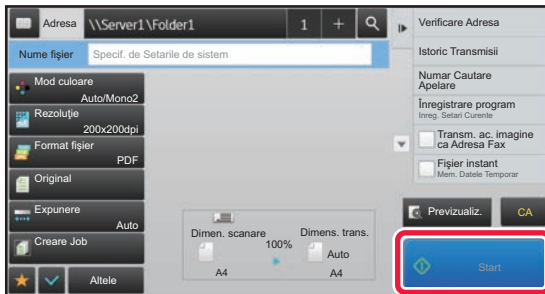 Adresa
\\Server1\Folder1
1
+
Nume fişier
Specif. de Setarile de sistem
Mod culoare
Auto/Mono2
Rezoluţie
200x200dpi
Format fişier
PDF
Original
Expunere
Auto
Creare Job
Altele
Dimen. scanare
100%
Dimens. trans.
Auto
A4
A4
Verificare Adresa
Istoric Transmisii
Numar Cautare
Apelare
Înregistrare program
Inreg. Setari Curente
Transm. ac. imagine
ca Adresa Fax
Fişier instant
Mem. Datele Temporar
Previzualiz.
CA
Start